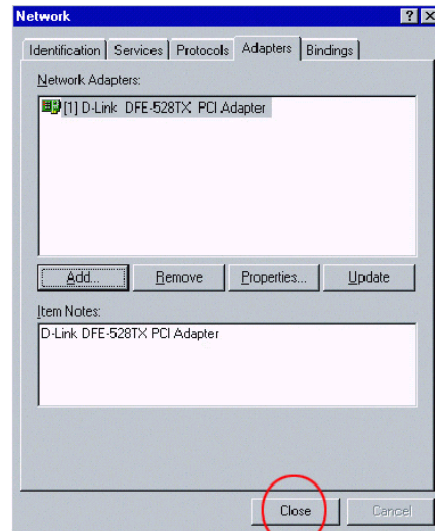 Network
Identification Services Protocols Adapters Bindings
Network Adapters:
[1] D-Link DFE-528TX PCI Adapter
Add... Remove Properties... Update
Item Notes:
D-Link DFE-528TX PCI Adapter
Close Cancel